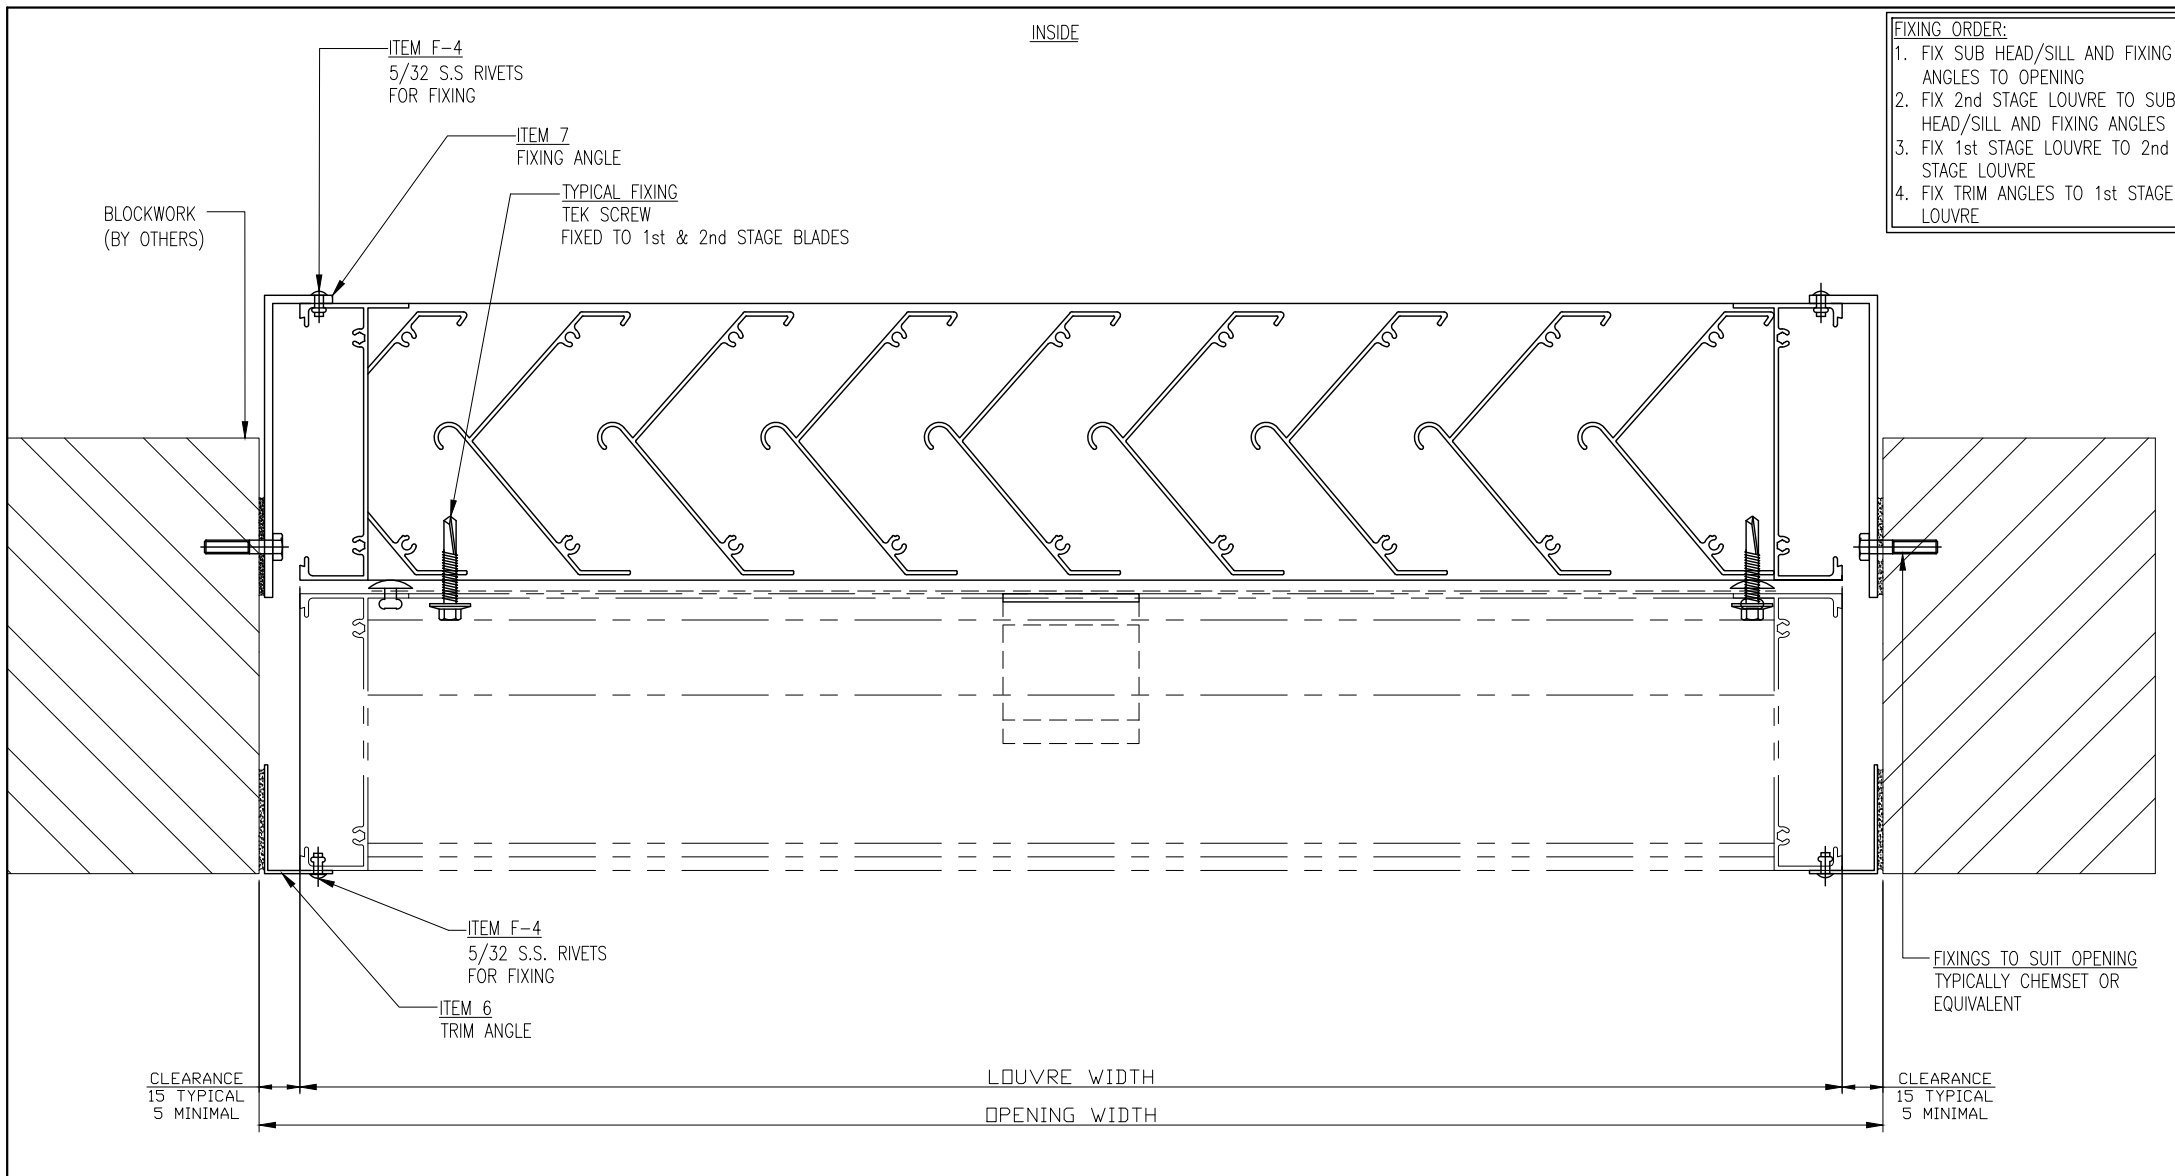 INSIDE
FIXING ORDER:
1. FIX SUB HEAD/SILL AND FIXING
ANGLES TO OPENING
2. FIX 2nd STAGE LOUVRE TO SUB
HEAD/SILL AND FIXING ANGLES
3. FIX 1st STAGE LOUVRE TO 2nd
STAGE LOUVRE
4. FIX TRIM ANGLES TO 1st STAGE
LOUVRE
ITEM F-4
5/32 S.S RIVETS
FOR FIXING
ITEM 7
FIXING ANGLE
TYPICAL FIXING
TEK SCREW
FIXED TO 1st & 2nd STAGE BLADES
BLOCKWORK
(BY OTHERS)
ITEM F-4
5/32 S.S. RIVETS
FOR FIXING
ITEM 6
TRIM ANGLE
FIXINGS TO SUIT OPENING
TYPICALLY CHEMSET OR
EQUIVALENT
CLEARANCE
15 TYPICAL
5 MINIMAL
LOUVRE WIDTH
OPENING WIDTH
CLEARANCE
15 TYPICAL
5 MINIMAL